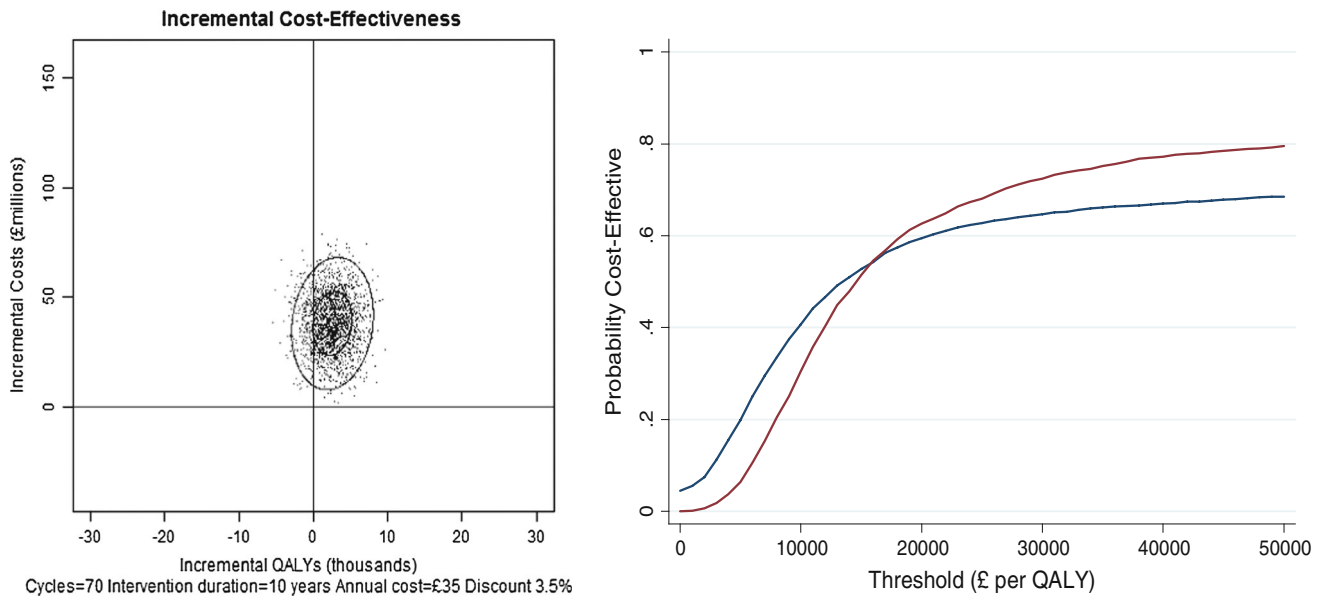 Incremental Cost-Effectiveness
Incremental Costs (£millions)
150
100
50
0
-30 -20 -10 0 10 20 30
Incremental QALYs (thousands)
Cycles=70 Intervention duration=10 years Annual cost=£35 Discount 3.5%
Probability Cost-Effective
1
.8
.6
.4
.2
0
0 10000 20000 30000 40000 50000
Threshold (£ per QALY)